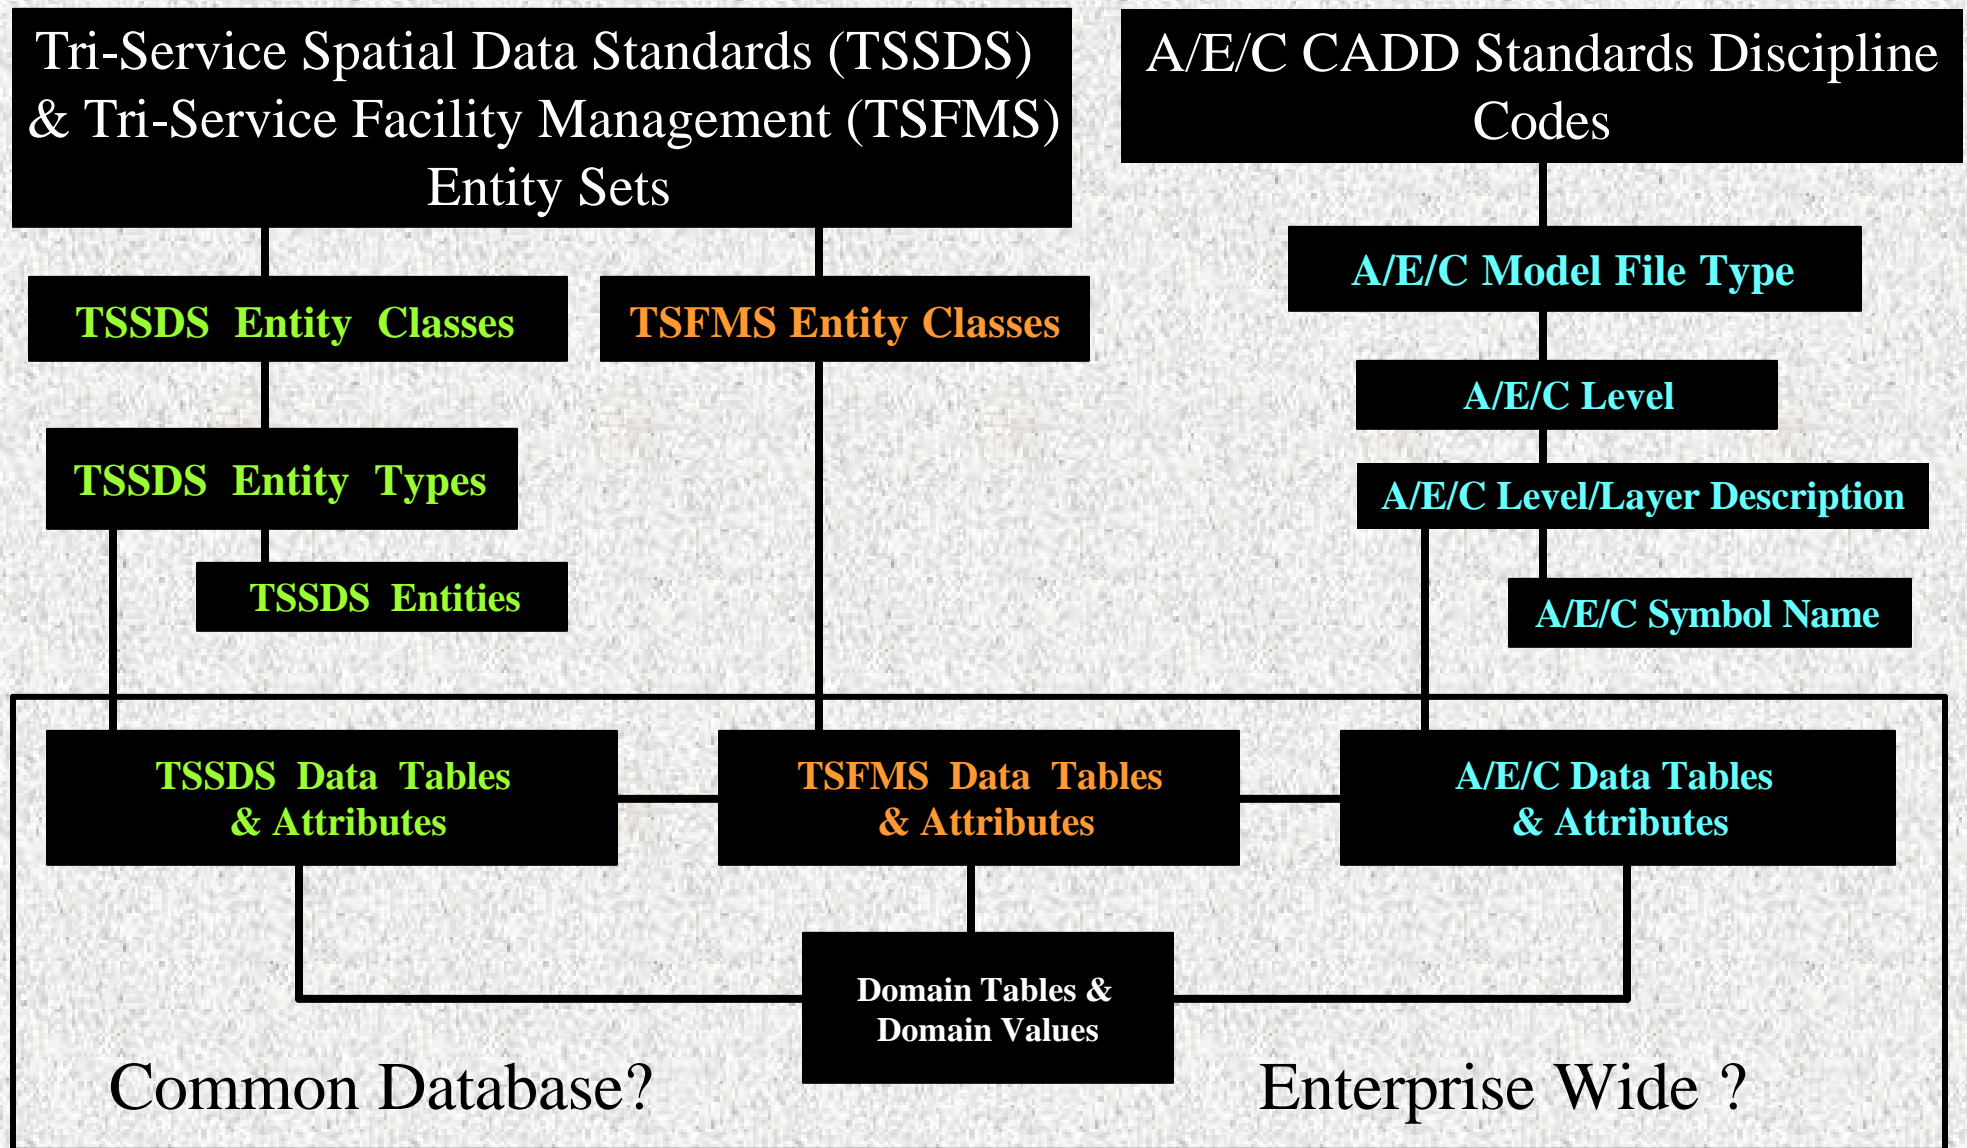 Tri-Service Spatial Data Standards (TSSDS)
& Tri-Service Facility Management (TSFMS)
Entity Sets
A/E/C CADD Standards Discipline
Codes
TSSDS Entity Classes
TSFMS Entity Classes
A/E/C Model File Type
A/E/C Level
TSSDS Entity Types
A/E/C Level/Layer Description
TSSDS Entities
A/E/C Symbol Name
TSSDS Data Tables
& Attributes
TSFMS Data Tables
& Attributes
A/E/C Data Tables
& Attributes
Domain Tables &
Domain Values
Common Database?
Enterprise Wide ?